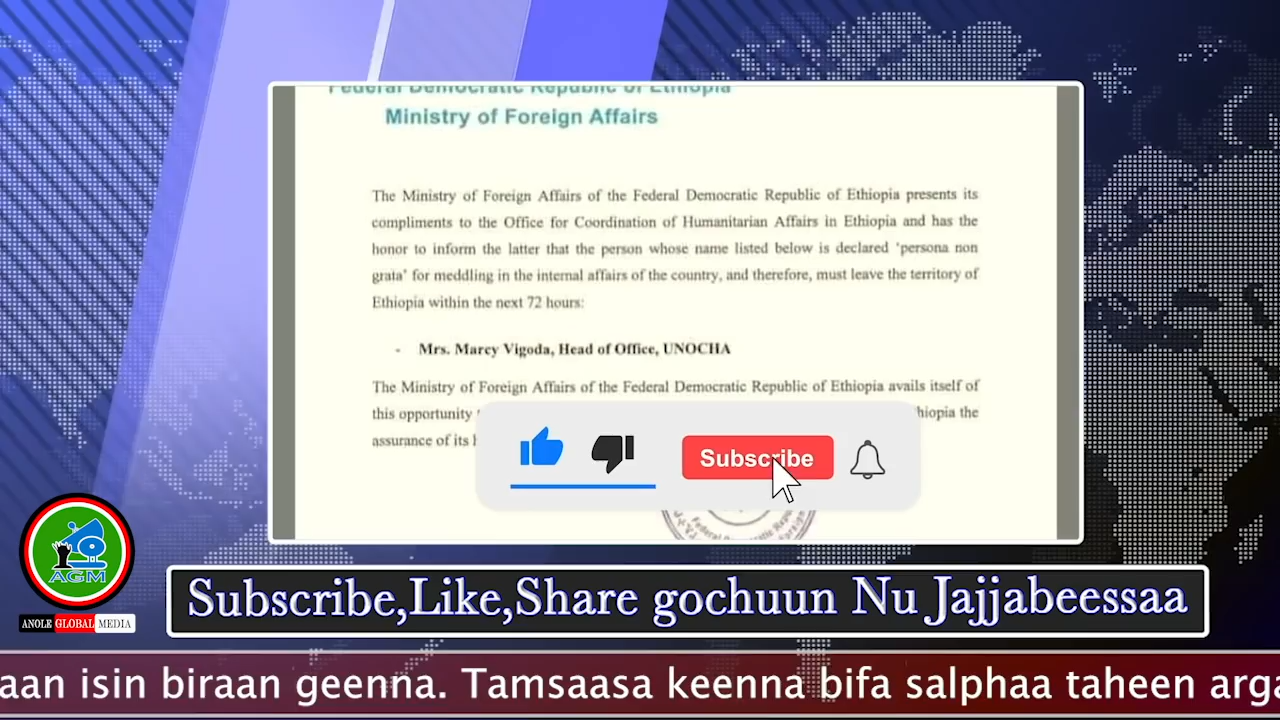 Federal Democratic Republic of Ethiopia
Ministry of Foreign Affairs
The Ministry of Foreign Affairs of the Federal Democratic Republic of Ethiopia presents its
compliments to the Office for Coordination of Humanitarian Affairs in Ethiopia and has the
honor to inform the latter that the person whose name listed below is declared ‘persona non
grata’ for meddling in the internal affairs of the country, and therefore, must leave the territory of
Ethiopia within the next 72 hours:
- Mrs. Marcy Vigoda, Head of Office, UNOCHA
The Ministry of Foreign Affairs of the Federal Democratic Republic of Ethiopia avails itself of
this opportunity hiopia the
assurance of its
Subscribe
AGM
ANOLE GLOBAL MEDIA
Subscribe,Like,Share gochuun Nu Jajjabeessaa
aan isin biraan geenna. Tamsaasa keenna bifa salphaa taheen arga